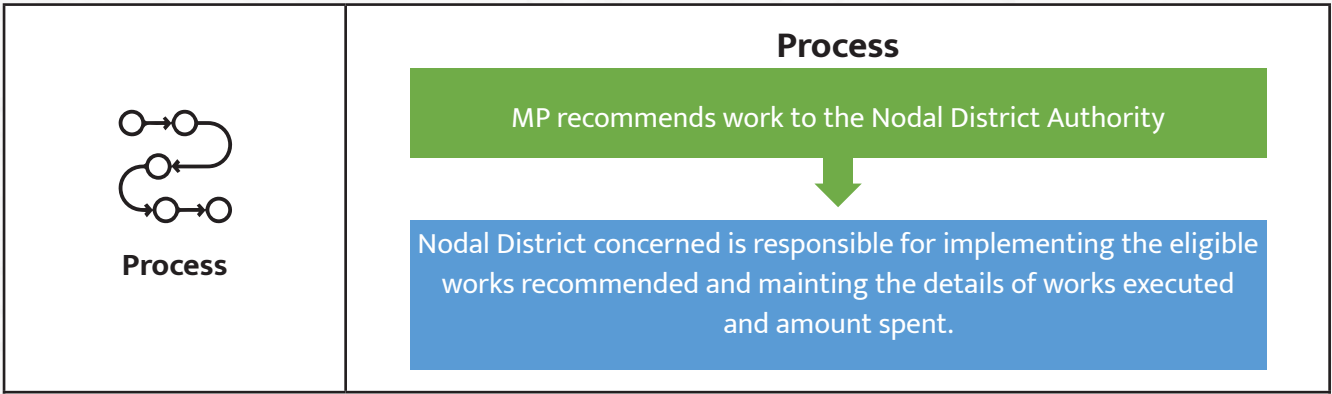 Process
Process
MP recommends work to the Nodal District Authority
Nodal District concerned is responsible for implementing the eligible
works recommended and mainting the details of works executed
and amount spent.